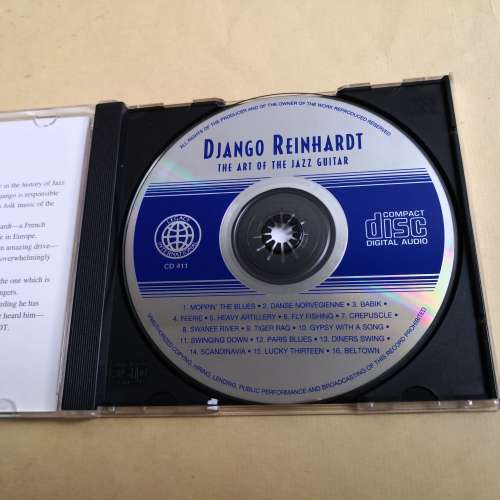 e in the history of Jazz
jango is responsible
s folk music of the
hardt—a French
e in Europe.
n amazing drive—
overwhelmingly
the one which is
ngers.
rding he has
heard him—
DT.
ALL RIGHTS OF THE PRODUCER AND OF THE OWNER OF THE WORK REPRODUCED RESERVED
DJANGO REINHARDT
THE ART OF THE JAZZ GUITAR
LEGACY
INTERNATIONAL
CD 411
COMPACT
disc
DIGITAL AUDIO
1. MOPPIN' THE BLUES • 2. DANSE NORVEGIENNE • 3. BABIK •
4. FEERIE • 5. HEAVY ARTILLERY • 6. FLY FISHING • 7. CREPUSCLE •
8. SWANEE RIVER • 9. TIGER RAG • 10. GYPSY WITH A SONG •
11. SWINGING DOWN • 12. PARIS BLUES • 13. DINERS SWING •
14. SCANDINAVIA • 15. LUCKY THIRTEEN • 16. BELTOWN
UNAUTHORIZED COPYING, HIRING, LENDING, PUBLIC PERFORMANCE AND BROADCASTING OF THIS RECORD PROHIBITED